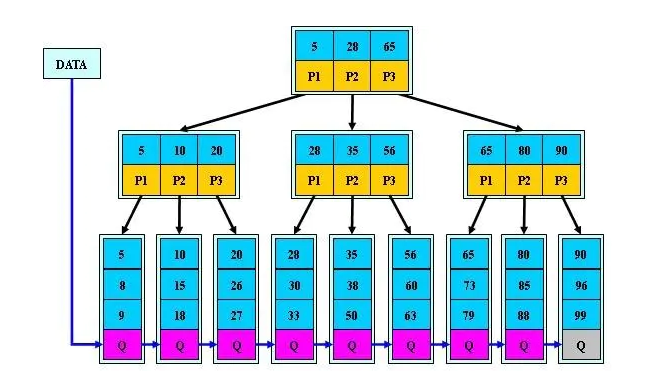 5 28 65
DATA
P1 P2 P3
5 10 20
28 35 56
65 80 90
P1 P2 P3
P1 P2 P3
P1 P2 P3
5 10 20 28 35 56 65 80 90
8 15 26 30 38 60 73 85 96
9 18 27 33 50 63 79 88 99
Q Q Q Q Q Q Q Q Q